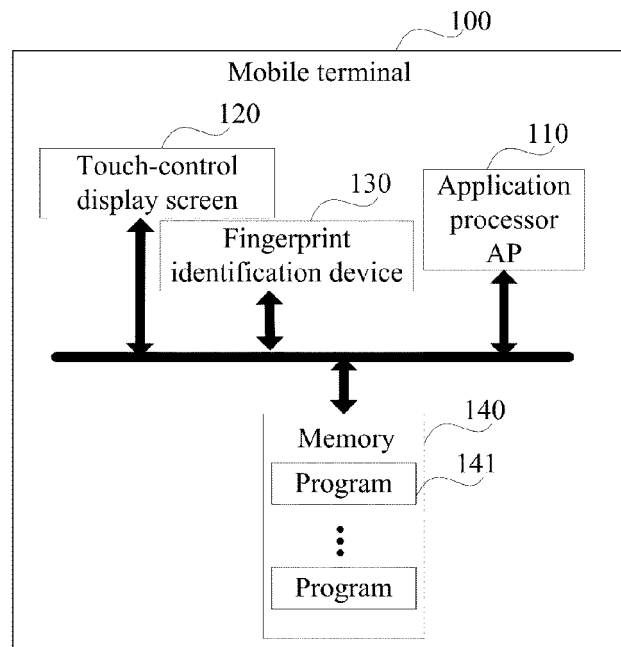 100
Mobile terminal
120
Touch-control
display screen
130
Fingerprint
identification device
110
Application
processor
AP
140
Memory
141
Program
Program